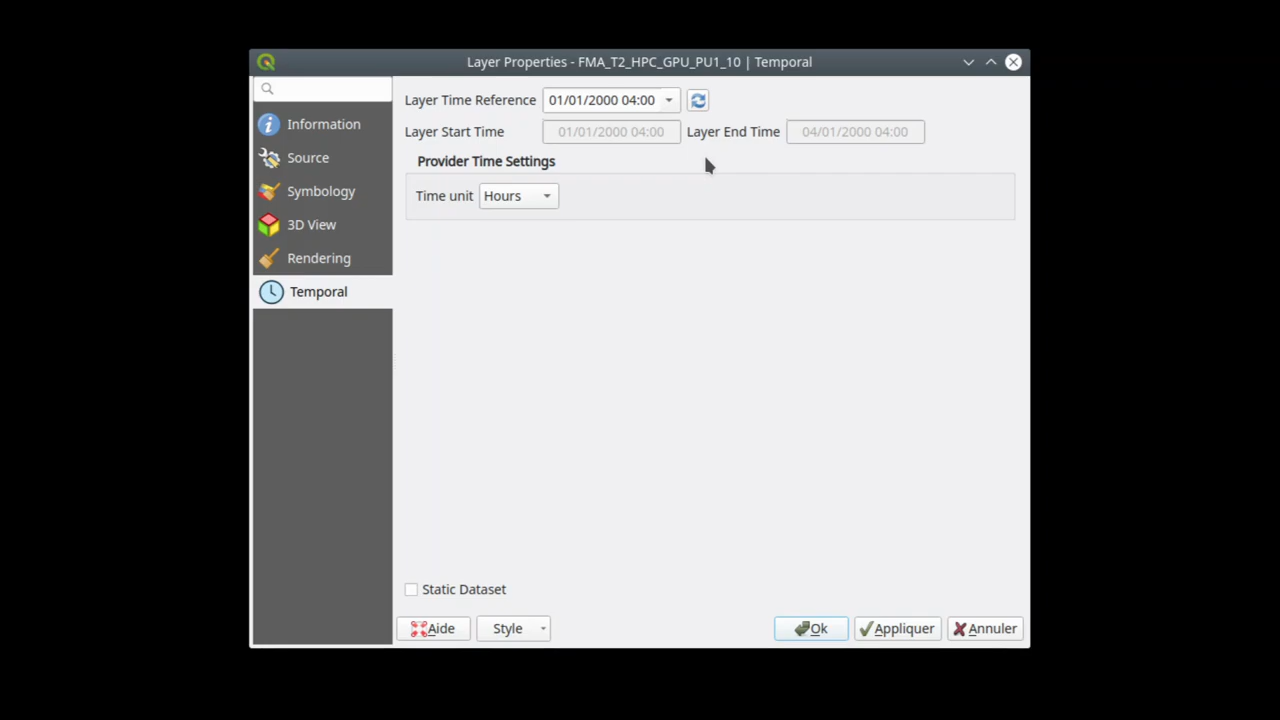 Layer Properties - FMA_T2_HPC_GPU_PU1_10 | Temporal
Information
Source
Symbology
3D View
Rendering
Temporal
Layer Time Reference 01/01/2000 04:00
Layer Start Time 01/01/2000 04:00 Layer End Time 04/01/2000 04:00
Provider Time Settings
Time unit Hours
Static Dataset
Aide Style Ok Appliquer Annuler